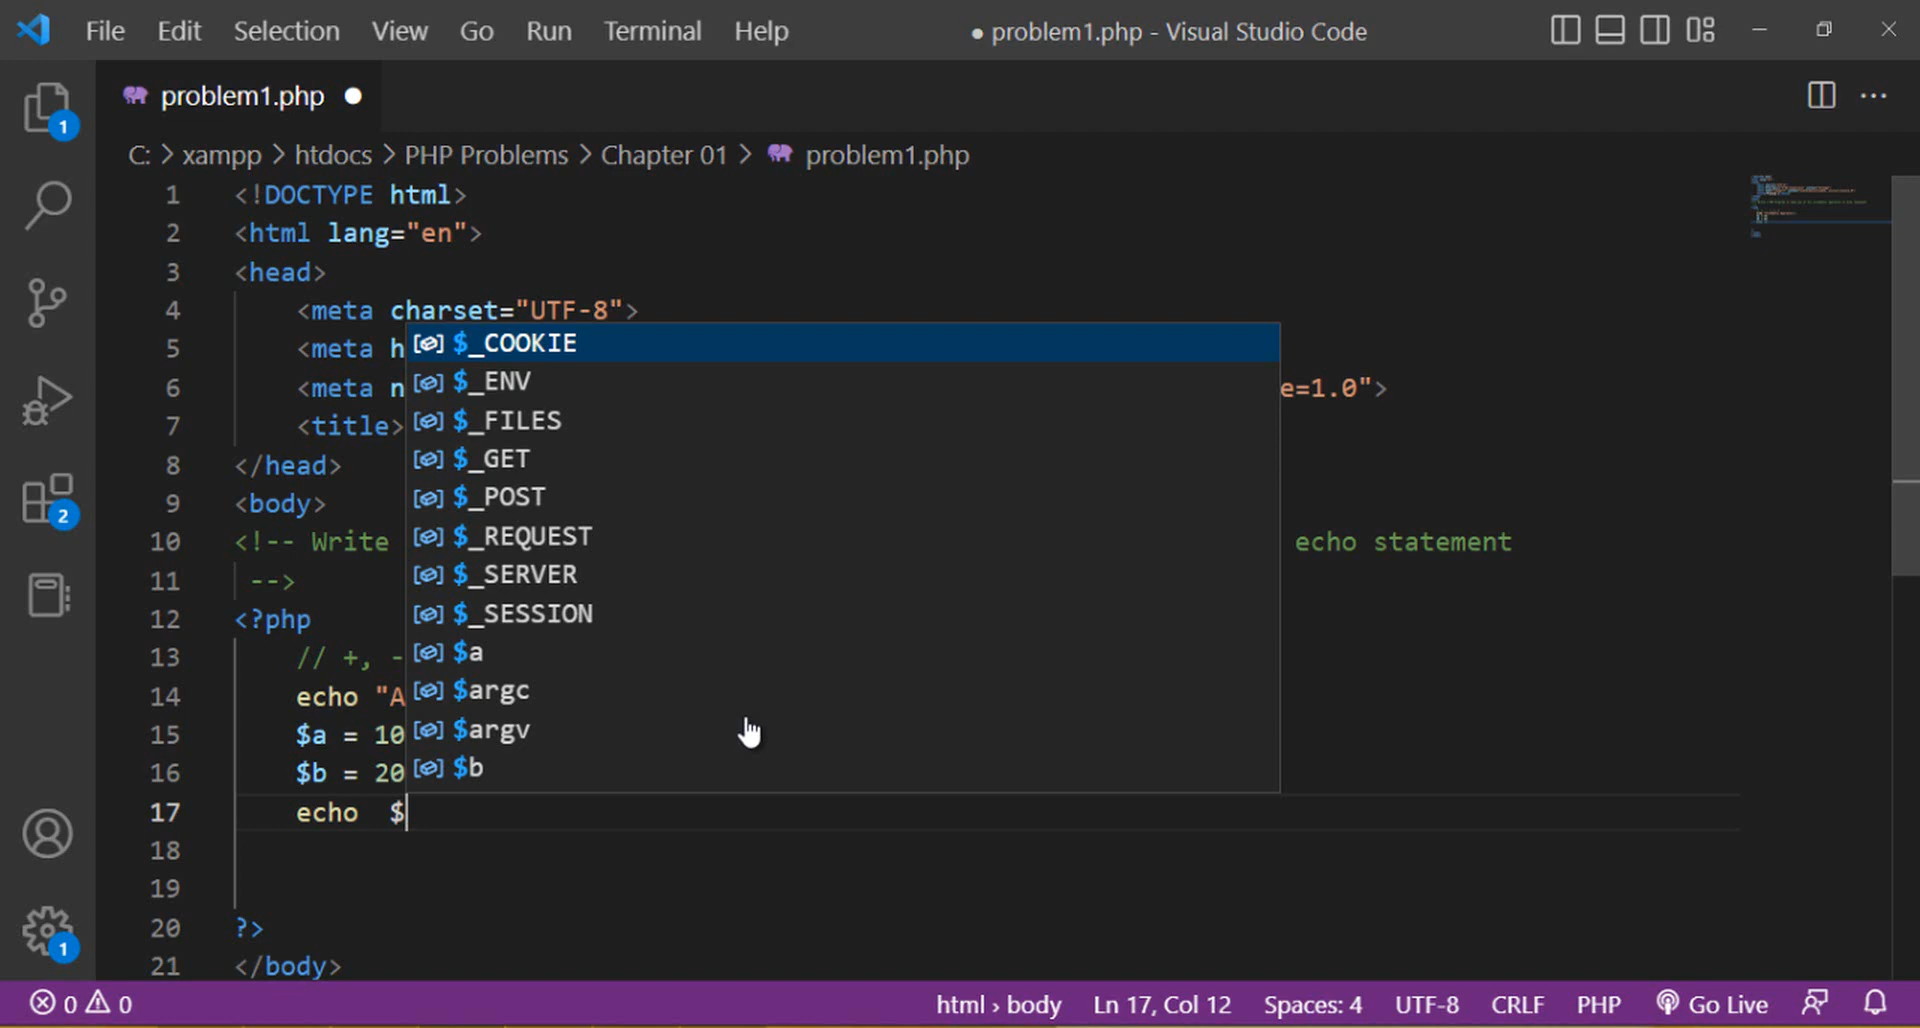 File Edit Selection View Go Run Terminal Help ● problem1.php - Visual Studio Code
problem1.php ●
C: > xampp > htdocs > PHP Problems > Chapter 01 > problem1.php
1 <!DOCTYPE html>
2 <html lang="en">
3 <head>
4 <meta charset="UTF-8">
$_COOKIE
5 <meta h
$_ENV
6 <meta n e=1.0">
$_FILES
7 <title>
$_GET
8 </head>
$_POST
9 <body>
$_REQUEST
10 <!-- Write echo statement
$_SERVER
11 -->
$_SESSION
12 <?php
$a
13 // +, -
$argc
14 echo "A
$argv
15 $a = 10
$b
16 $b = 20
17 echo  $
18
19
20 ?>
21 </body>
1
2
1
0 0 html › body Ln 17, Col 12 Spaces: 4 UTF-8 CRLF PHP Go Live